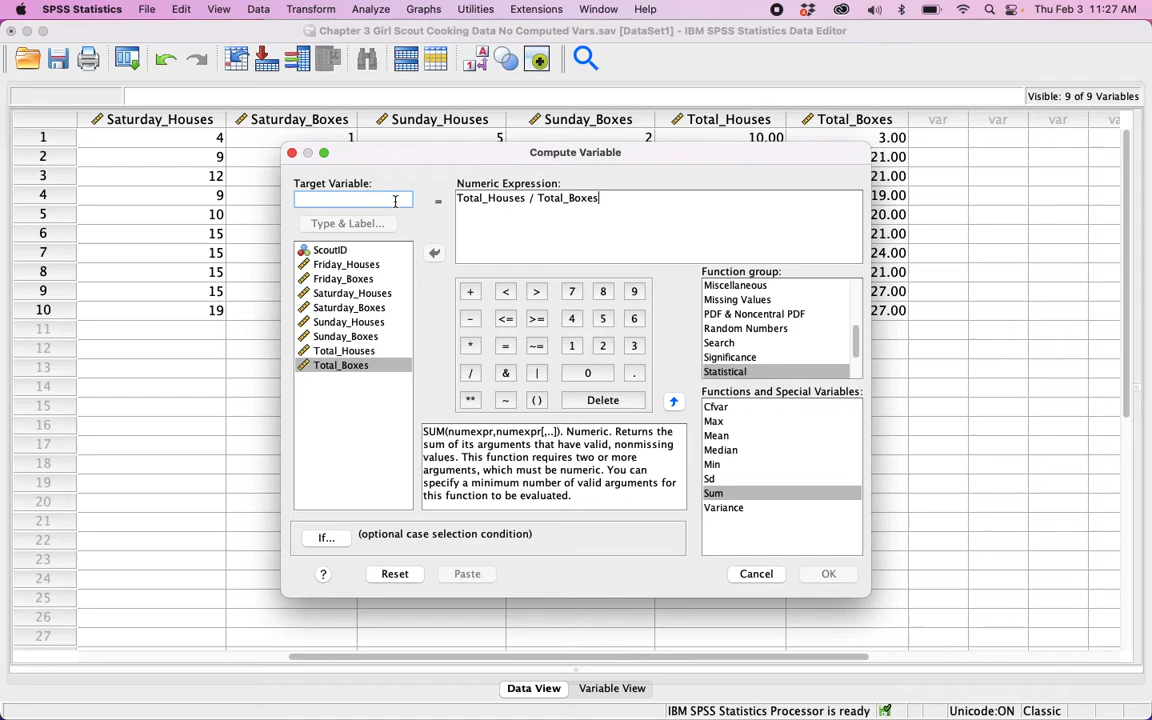 SPSS Statistics File Edit View Data Transform Analyze Graphs Utilities Extensions Window Help Thu Feb 3 11:27 AM
Chapter 3 Girl Scout Cooking Data No Computed Vars.sav [DataSet1] - IBM SPSS Statistics Data Editor
Visible: 9 of 9 Variables
Saturday_Houses Saturday_Boxes Sunday_Houses Sunday_Boxes Total_Houses Total_Boxes var var var
1 4 1 5 2 10.00 3.00
2 9 21.00
3 12 21.00
4 9 19.00
5 10 20.00
6 15 21.00
7 15 24.00
8 15 21.00
9 15 27.00
10 19 27.00
11
12
13
14
15
16
17
18
19
20
21
22
23
24
25
26
27
Compute Variable
Target Variable:
Type & Label...
=
Numeric Expression:
Total_Houses / Total_Boxes
ScoutID
Friday_Houses
Friday_Boxes
Saturday_Houses
Saturday_Boxes
Sunday_Houses
Sunday_Boxes
Total_Houses
Total_Boxes
+ < > 7 8 9
- <= >= 4 5 6
* = ~= 1 2 3
/ & | 0 .
** ~ ( ) Delete
Function group:
Miscellaneous
Missing Values
PDF & Noncentral PDF
Random Numbers
Search
Significance
Statistical
Functions and Special Variables:
Cfvar
Max
Mean
Median
Min
Sd
Sum
Variance
SUM(numexpr,numexpr[,..]). Numeric. Returns the
sum of its arguments that have valid, nonmissing
values. This function requires two or more
arguments, which must be numeric. You can
specify a minimum number of valid arguments for
this function to be evaluated.
If... (optional case selection condition)
? Reset Paste Cancel OK
Data View Variable View
IBM SPSS Statistics Processor is ready Unicode:ON Classic